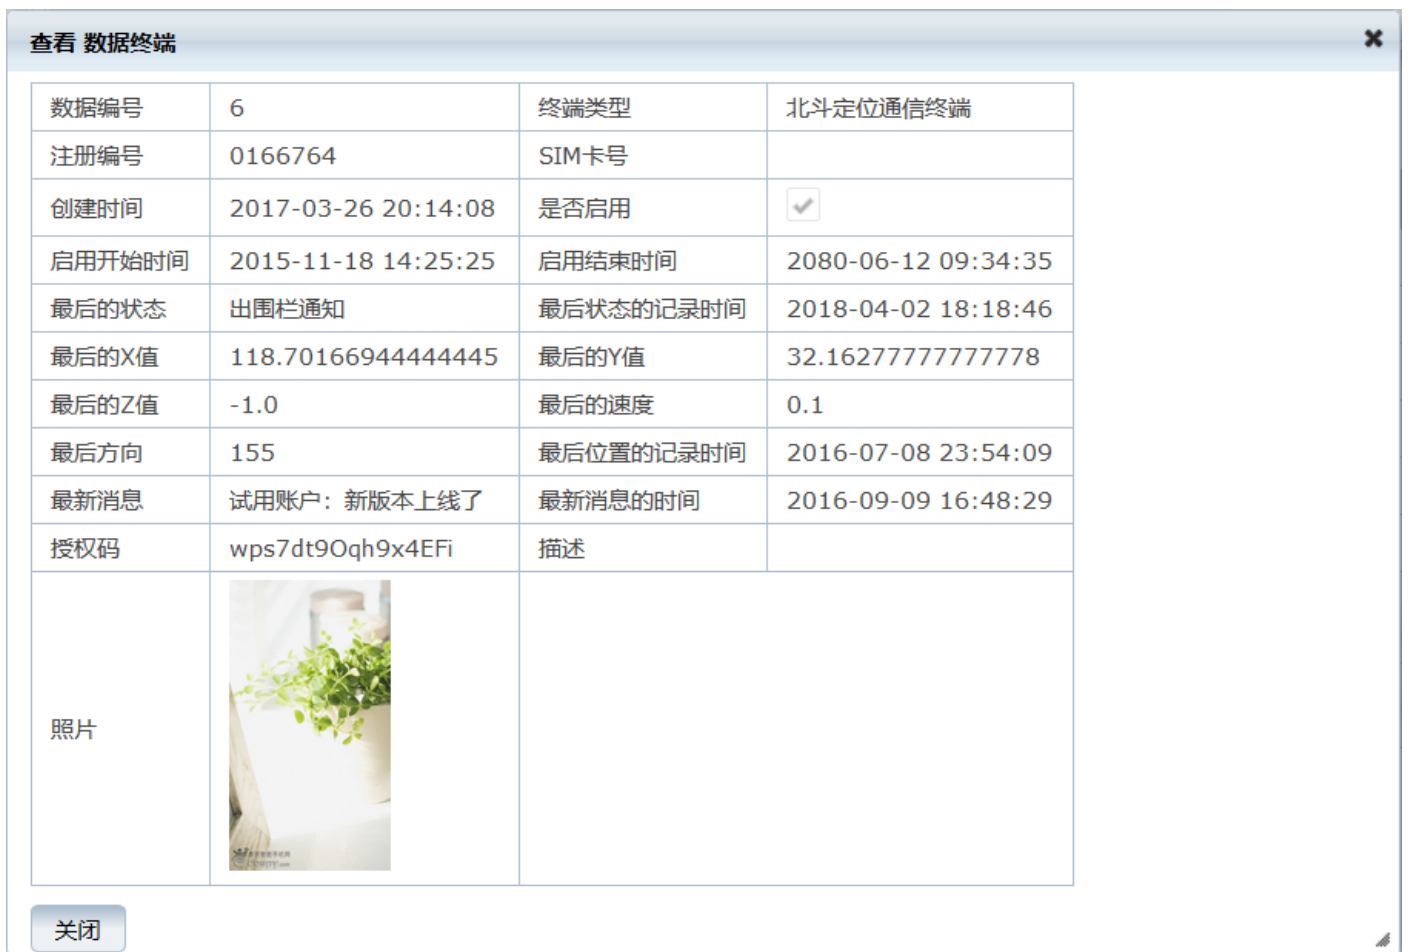 查看 数据终端
数据编号 6 终端类型 北斗定位通信终端
注册编号 0166764 SIM卡号
创建时间 2017-03-26 20:14:08 是否启用
启用开始时间 2015-11-18 14:25:25 启用结束时间 2080-06-12 09:34:35
最后的状态 出围栏通知 最后状态的记录时间 2018-04-02 18:18:46
最后的X值 118.70166944444445 最后的Y值 32.16277777777778
最后的Z值 -1.0 最后的速度 0.1
最后方向 155 最后位置的记录时间 2016-07-08 23:54:09
最新消息 试用账户：新版本上线了 最新消息的时间 2016-09-09 16:48:29
授权码 wps7dt9Oqh9x4EFi 描述
照片
关闭